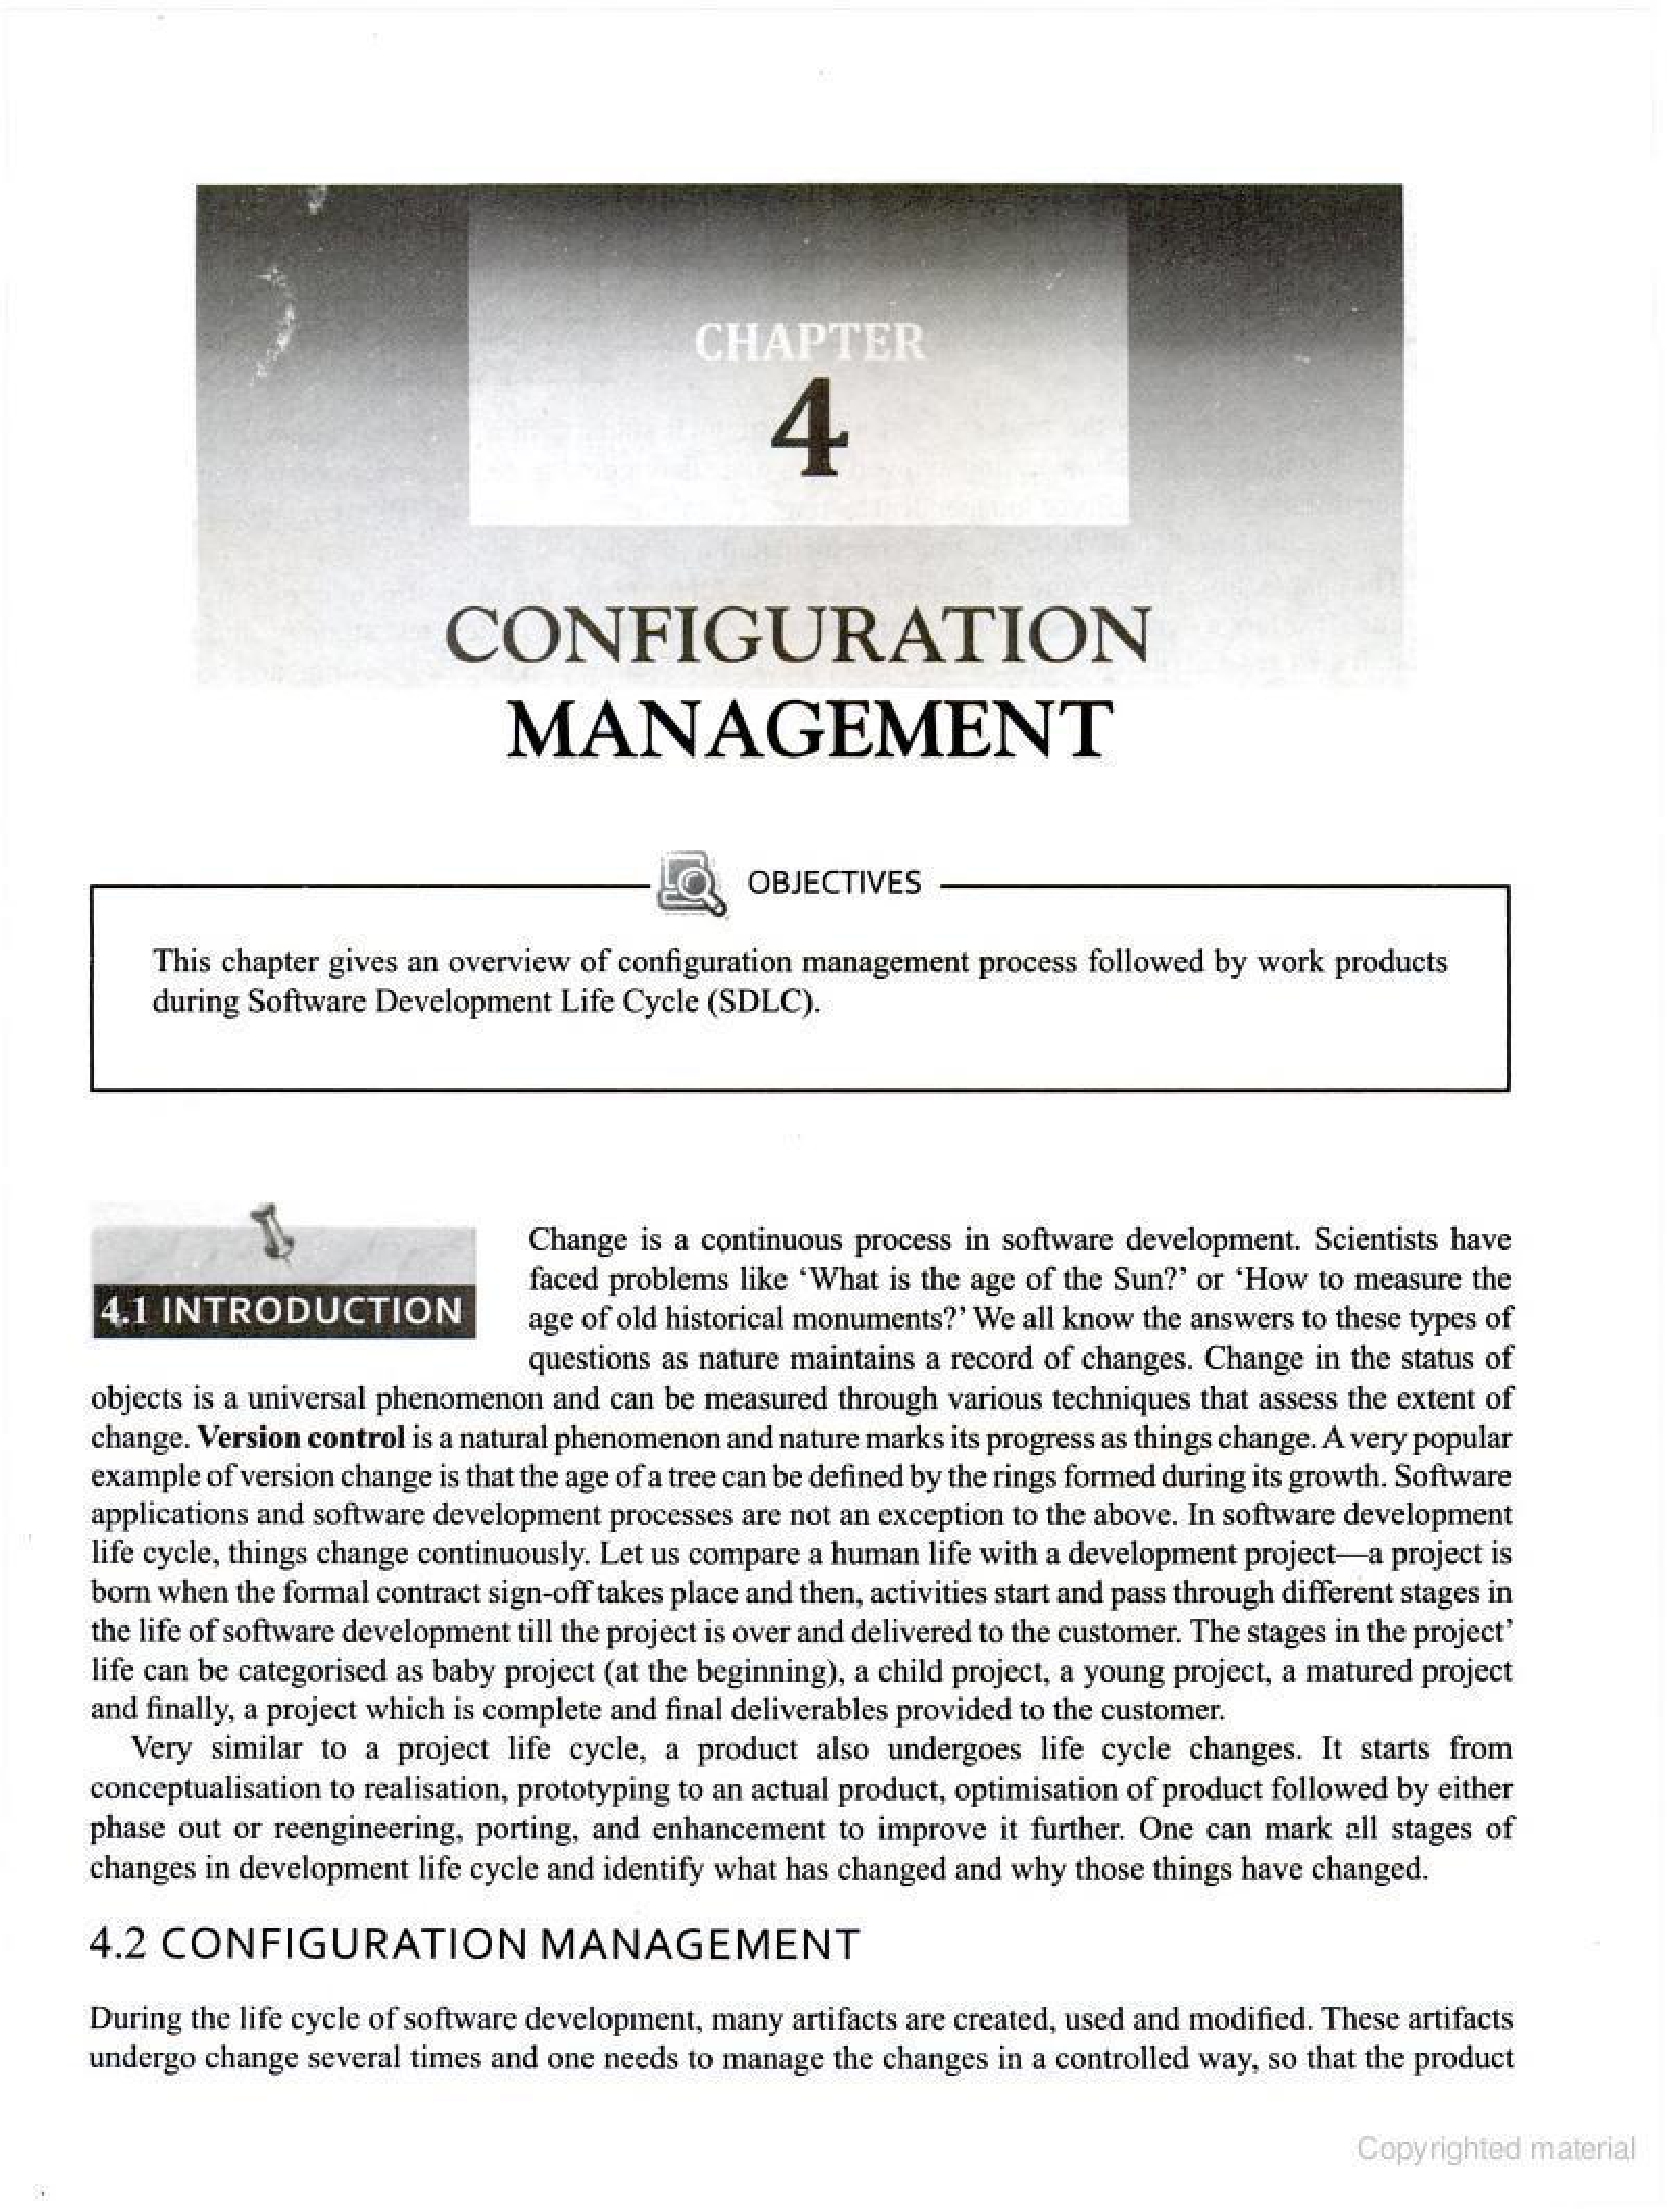 CHAPTER
4
CONFIGURATION
MANAGEMENT
OBJECTIVES
This chapter gives an overview of configuration management process followed by work products
during Software Development Life Cycle (SDLC).
4.1 INTRODUCTION
Change is a continuous process in software development. Scientists have
faced problems like ‘What is the age of the Sun?’ or ‘How to measure the
age of old historical monuments?’ We all know the answers to these types of
questions as nature maintains a record of changes. Change in the status of
objects is a universal phenomenon and can be measured through various techniques that assess the extent of
change. Version control is a natural phenomenon and nature marks its progress as things change. A very popular
example of version change is that the age of a tree can be defined by the rings formed during its growth. Software
applications and software development processes are not an exception to the above. In software development
life cycle, things change continuously. Let us compare a human life with a development project—a project is
born when the formal contract sign-off takes place and then, activities start and pass through different stages in
the life of software development till the project is over and delivered to the customer. The stages in the project’
life can be categorised as baby project (at the beginning), a child project, a young project, a matured project
and finally, a project which is complete and final deliverables provided to the customer.
Very similar to a project life cycle, a product also undergoes life cycle changes. It starts from
conceptualisation to realisation, prototyping to an actual product, optimisation of product followed by either
phase out or reengineering, porting, and enhancement to improve it further. One can mark all stages of
changes in development life cycle and identify what has changed and why those things have changed.
4.2 CONFIGURATION MANAGEMENT
During the life cycle of software development, many artifacts are created, used and modified. These artifacts
undergo change several times and one needs to manage the changes in a controlled way, so that the product
Copyrighted material